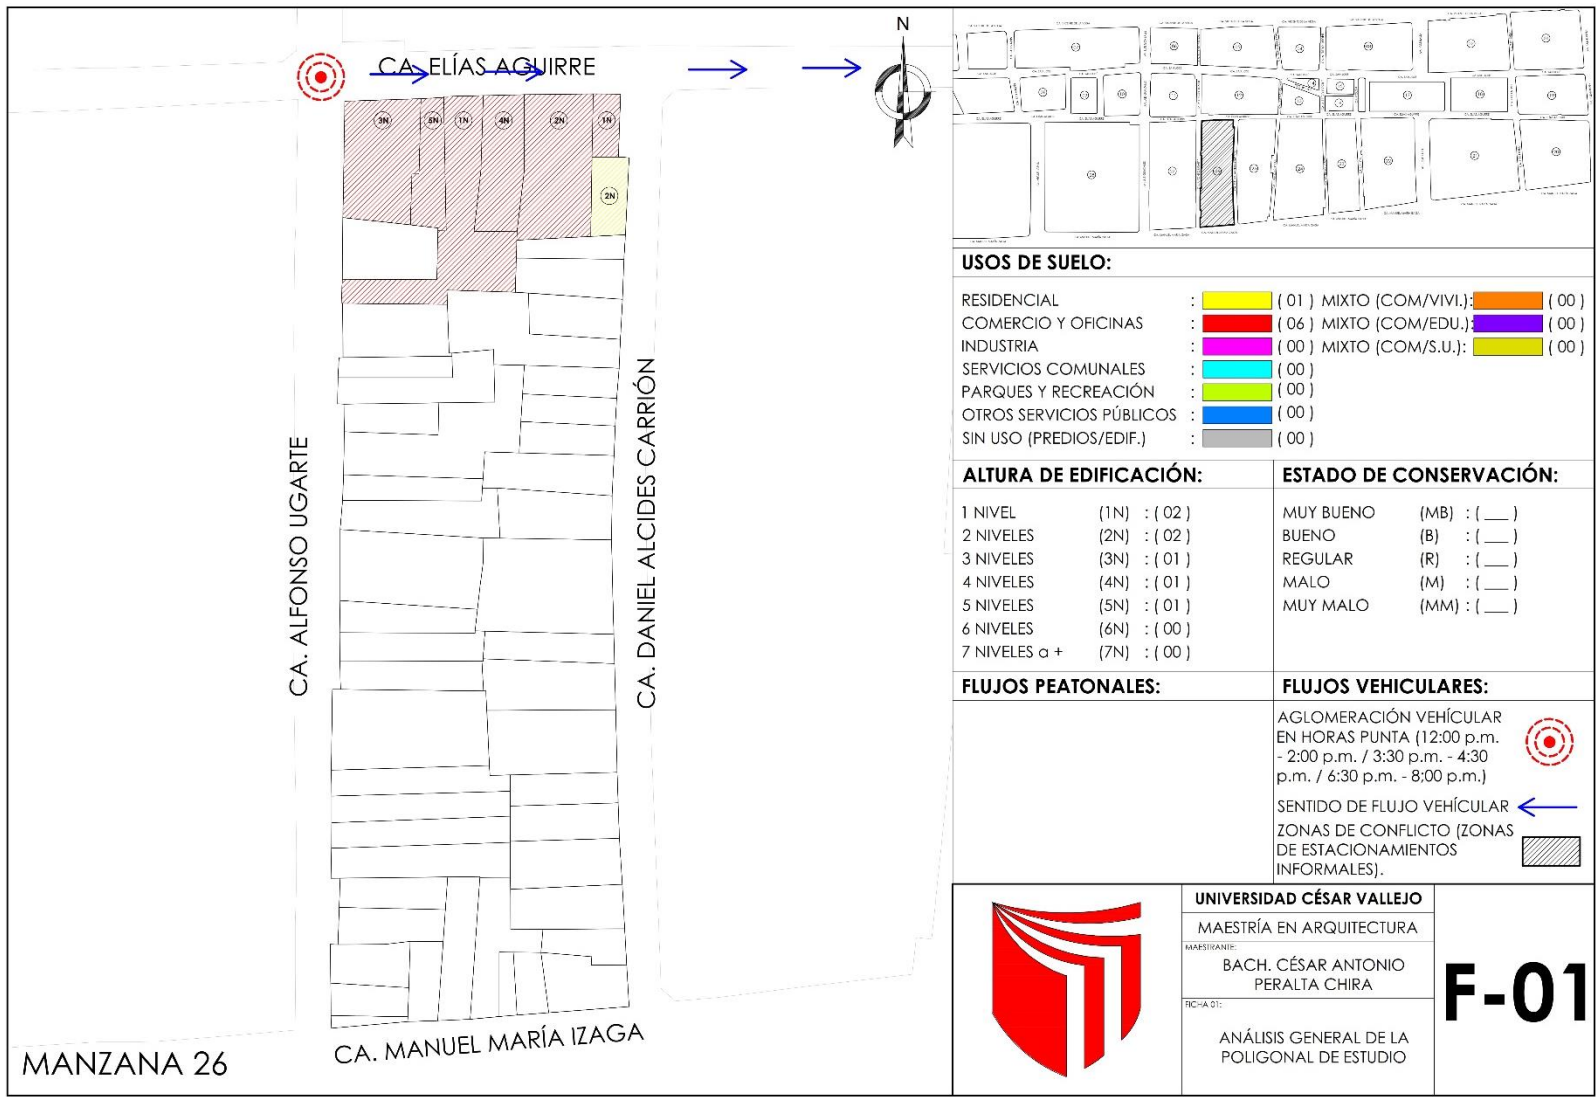 CA. ELÍAS AGUIRRE
N
3N
5N
1N
4N
2N
1N
2N
CA. ALFONSO UGARTE
CA. DANIEL ALCIDES CARRIÓN
CA. MANUEL MARÍA IZAGA
MANZANA 26
USOS DE SUELO:
RESIDENCIAL : ( 01 ) MIXTO (COM/VIVI.): ( 00 )
COMERCIO Y OFICINAS : ( 06 ) MIXTO (COM/EDU.): ( 00 )
INDUSTRIA : ( 00 ) MIXTO (COM/S.U.): ( 00 )
SERVICIOS COMUNALES : ( 00 )
PARQUES Y RECREACIÓN : ( 00 )
OTROS SERVICIOS PÚBLICOS : ( 00 )
SIN USO (PREDIOS/EDIF.) : ( 00 )
ALTURA DE EDIFICACIÓN:
1 NIVEL (1N) : ( 02 )
2 NIVELES (2N) : ( 02 )
3 NIVELES (3N) : ( 01 )
4 NIVELES (4N) : ( 01 )
5 NIVELES (5N) : ( 01 )
6 NIVELES (6N) : ( 00 )
7 NIVELES a + (7N) : ( 00 )
ESTADO DE CONSERVACIÓN:
MUY BUENO (MB) : ( __ )
BUENO (B) : ( __ )
REGULAR (R) : ( __ )
MALO (M) : ( __ )
MUY MALO (MM) : ( __ )
FLUJOS PEATONALES:
FLUJOS VEHICULARES:
AGLOMERACIÓN VEHÍCULAR
EN HORAS PUNTA (12:00 p.m.
- 2:00 p.m. / 3:30 p.m. - 4:30
p.m. / 6:30 p.m. - 8;00 p.m.)
SENTIDO DE FLUJO VEHÍCULAR
ZONAS DE CONFLICTO (ZONAS
DE ESTACIONAMIENTOS
INFORMALES).
UNIVERSIDAD CÉSAR VALLEJO
MAESTRÍA EN ARQUITECTURA
MAESTRANTE:
BACH. CÉSAR ANTONIO
PERALTA CHIRA
FICHA 01:
ANÁLISIS GENERAL DE LA
POLIGONAL DE ESTUDIO
F-01